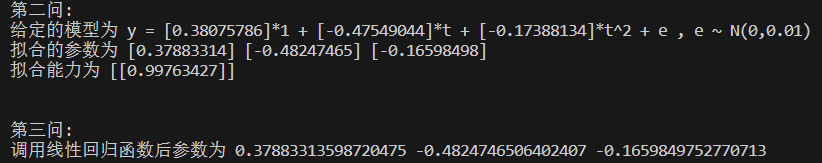 第二问:
给定的模型为 y = [0.38075786]*1 + [-0.47549044]*t + [-0.17388134]*t^2 + e , e ~ N(0,0.01)
拟合的参数为 [0.37883314] [-0.48247465] [-0.16598498]
拟合能力为 [[0.99763427]]
第三问:
调用线性回归函数后参数为 0.37883313598720475 -0.4824746506402407 -0.1659849752770713